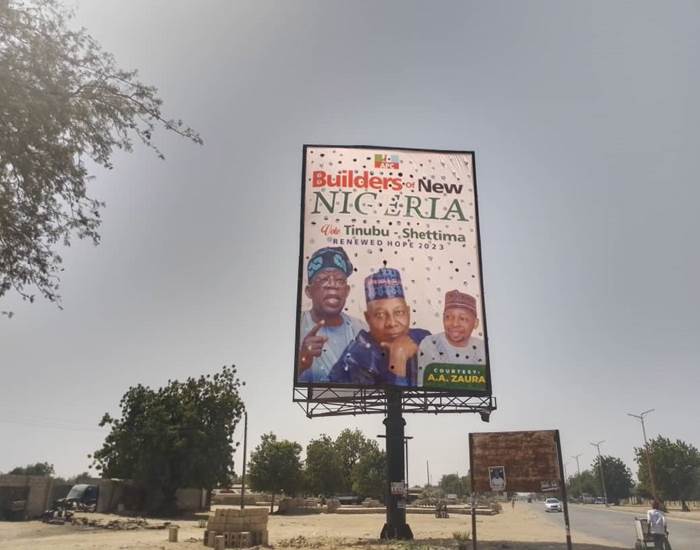 APC
Builders of New
NIGERIA
Vote Tinubu - Shettima
RENEWED HOPE 2023
COURTESY:
A.A. ZAURA